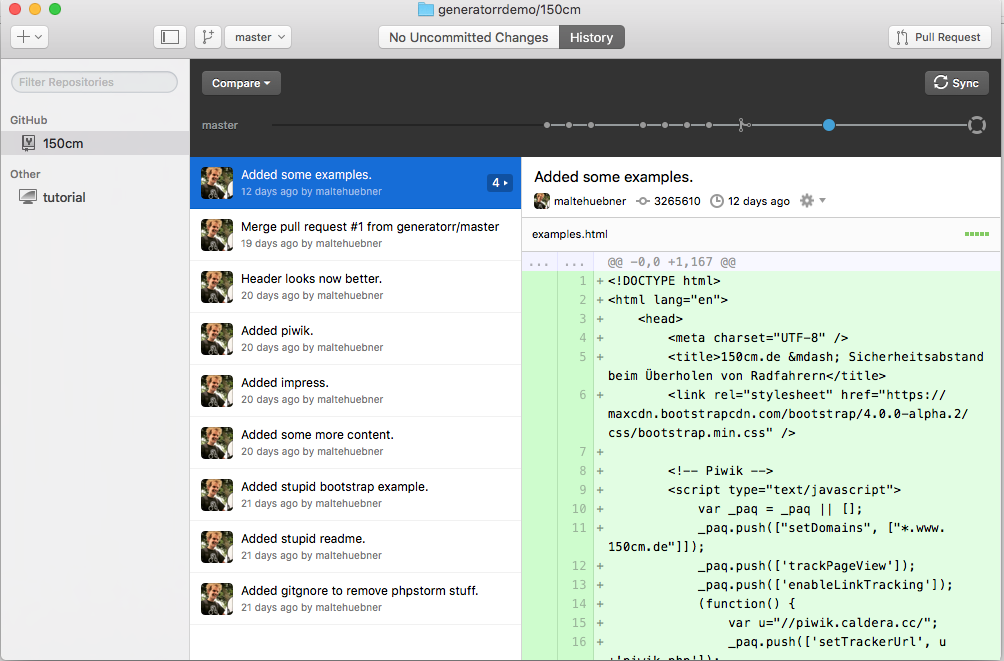 generatorrdemo/150cm
master
No Uncommitted Changes
History
Pull Request
Filter Repositories
GitHub
150cm
Other
tutorial
Compare
Sync
master
Added some examples.
12 days ago by maltehuebner
4
Merge pull request #1 from generatorr/master
19 days ago by maltehuebner
Header looks now better.
20 days ago by maltehuebner
Added piwik.
20 days ago by maltehuebner
Added impress.
20 days ago by maltehuebner
Added some more content.
20 days ago by maltehuebner
Added stupid bootstrap example.
21 days ago by maltehuebner
Added stupid readme.
21 days ago by maltehuebner
Added gitgnore to remove phpstorm stuff.
21 days ago by maltehuebner
Added some examples.
maltehuebner 3265610 12 days ago
examples.html
... ... @@ -0,0 +1,167 @@
1 +<!DOCTYPE html>
2 +<html lang="en">
3 + <head>
4 + <meta charset="UTF-8" />
5 + <title>150cm.de &mdash; Sicherheitsabstand
beim Überholen von Radfahrern</title>
6 + <link rel="stylesheet" href="https://
maxcdn.bootstrapcdn.com/bootstrap/4.0.0-alpha.2/
css/bootstrap.min.css" />
7 +
8 + <!-- Piwik -->
9 + <script type="text/javascript">
10 + var _paq = _paq || [];
11 + _paq.push(["setDomains", ["*.www.
150cm.de"]]);
12 + _paq.push(['trackPageView']);
13 + _paq.push(['enableLinkTracking']);
14 + (function() {
15 + var u="//piwik.caldera.cc/";
16 + _paq.push(['setTrackerUrl', u
+'piwik.php']);